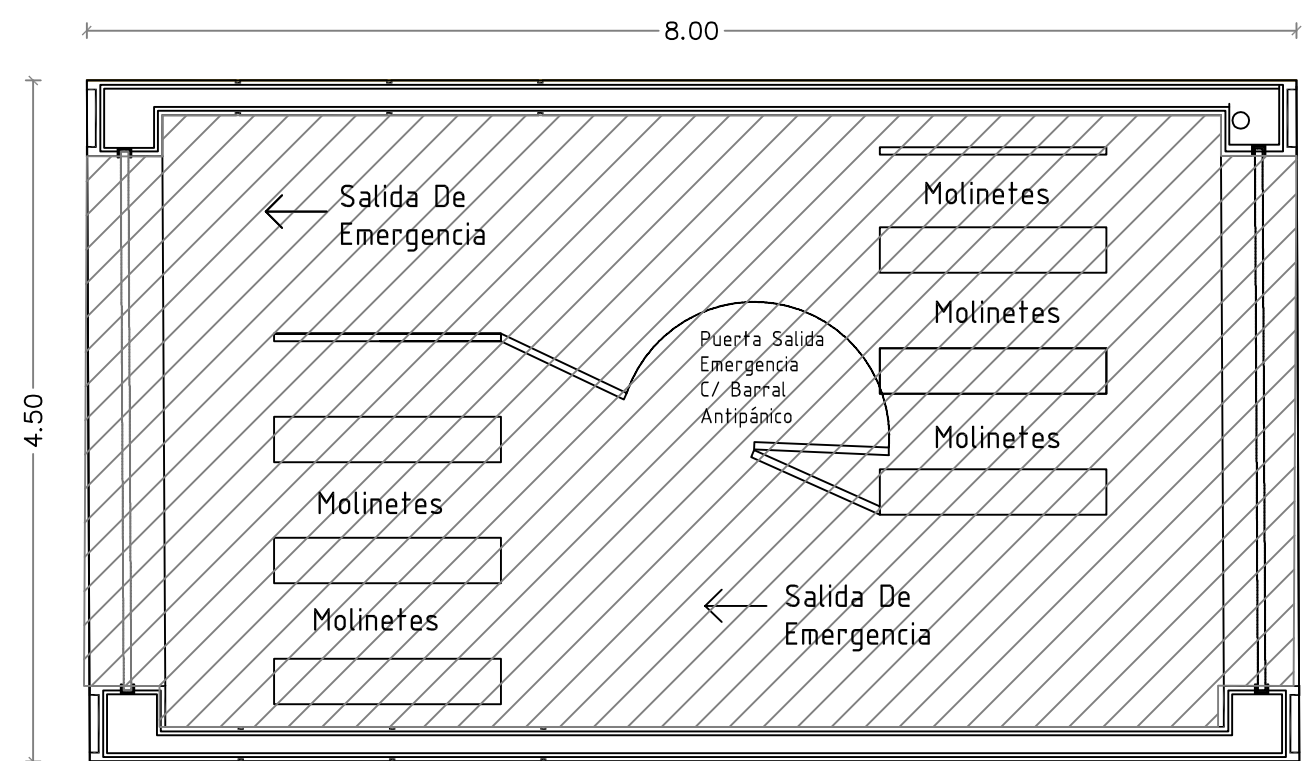 8.00
4.50
Salida De
Emergencia
Molinetes
Molinetes
Puerta Salida
Emergencia
C/ Barral
Antipánico
Molinetes
Molinetes
Molinetes
Salida De
Emergencia